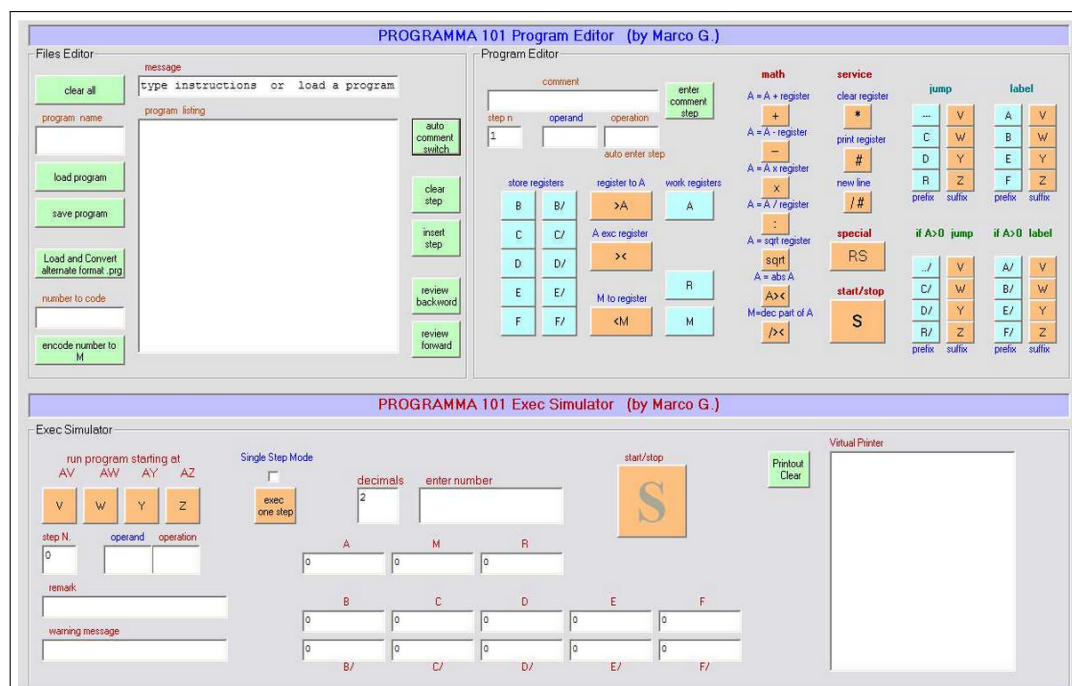 PROGRAMMA 101 Program Editor (by Marco G.)
Files Editor
clear all
message
type instructions or load a program
program name
program listing
load program
save program
Load and Convert
alternate format .prg
number to code
encode number to
M
auto
comment
switch
clear
step
insert
step
review
backword
review
forward
Program Editor
comment
enter
comment
step
step n
operand
operation
1
auto enter step
store registers
register to A
work registers
B B/
>A
A
C C/
A exc register
><
D D/
E E/
M to register
R
F F/
<M
M
math
A = A + register
+
A = A - register
–
A = A x register
x
A = A / register
:
A = sqrt register
sqrt
A = abs A
A><
M=dec part of A
/><
service
clear register
*
print register
#
new line
/#
special
RS
start/stop
S
jump
--- V
C W
D Y
R Z
prefix suffix
label
A V
B W
E Y
F Z
prefix suffix
if A>0 jump
../ V
C/ W
D/ Y
R/ Z
prefix suffix
if A>0 label
A/ V
B/ W
E/ Y
F/ Z
prefix suffix
PROGRAMMA 101 Exec Simulator (by Marco G.)
Exec Simulator
run program starting at
AV AW AY AZ
V W Y Z
step N. operand operation
0
remark
warning message
Single Step Mode
exec
one step
decimals
2
enter number
start/stop
S
Printout
Clear
Virtual Printer
A M R
0 0 0
B C D E F
0 0 0 0 0
0 0 0 0 0
B/ C/ D/ E/ F/